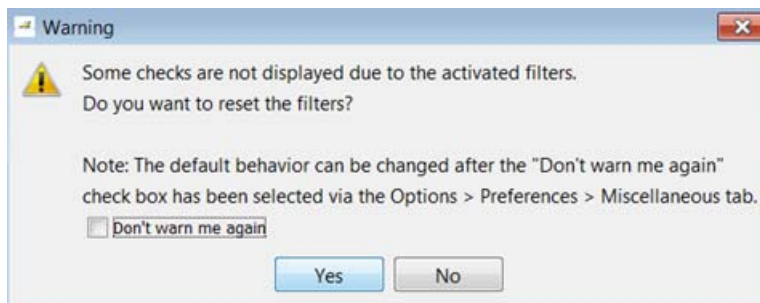 Warning
Some checks are not displayed due to the activated filters.
Do you want to reset the filters?
Note: The default behavior can be changed after the "Don't warn me again"
check box has been selected via the Options > Preferences > Miscellaneous tab.
Don't warn me again
Yes No